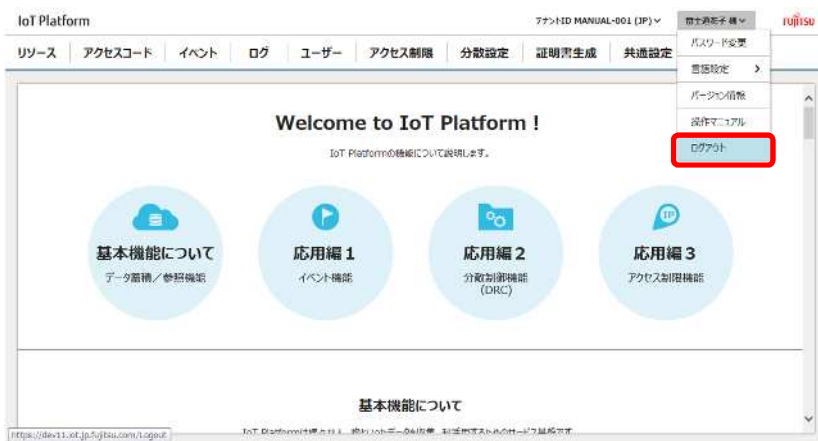 IoT Platform
テナントID MANUAL-001 (JP)
富士通花子 様
FUJITSU
リソース アクセスコード イベント ログ ユーザー アクセス制限 分散設定 証明書生成 共通設定
パスワード変更
言語設定
バージョン情報
操作マニュアル
ログアウト
Welcome to IoT Platform !
IoT Platformの機能について説明します。
基本機能について
データ蓄積/参照機能
応用編1
イベント機能
応用編2
分散制御機能
(DRC)
応用編3
アクセス制限機能
基本機能について
https://dev11.iot.jp.fujitsu.com/Logout